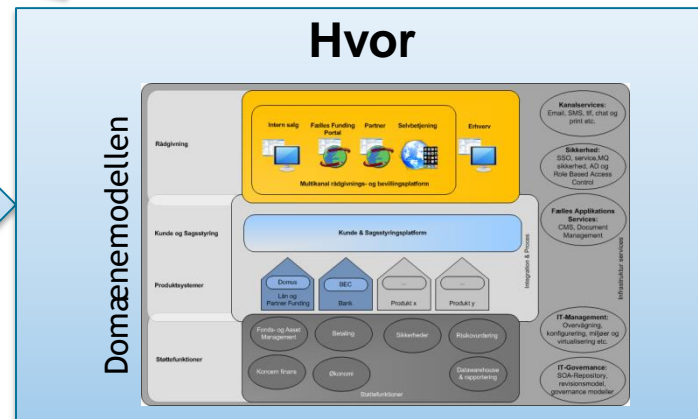 Hvor
Domænemodellen
Rådgivning
Intern salg
Fælles Funding
Portal
Partner
Selvbetjening
Erhverv
Multikanal rådgivnings- og bevillingsplatform
Kunde og Sagsstyring
Kunde & Sagsstyringsplatform
Integration & Proces
Produktsystemer
Domus
Lån og
Partner Funding
BEC
Bank
...
Produkt x
...
Produkt y
Støttefunktioner
Fonds- og Asset
Management
Betaling
Sikkerheder
Risikovurdering
Koncern finans
Økonomi
Datawarehouse
& rapportering
Støttefunktioner
Kanalservices:
Email, SMS, tlf, chat og
print etc.
Sikkerhed:
SSO, service,MQ
sikkerhed, AD og
Role Based Access
Control
Fælles Applikations
Services:
CMS, Document
Management
Infrastruktur services
IT-Management:
Overvågning,
konfigurering, miljøer og
virtualisering etc.
IT-Governance:
SOA-Repository,
revisionsmodel,
governance modeller